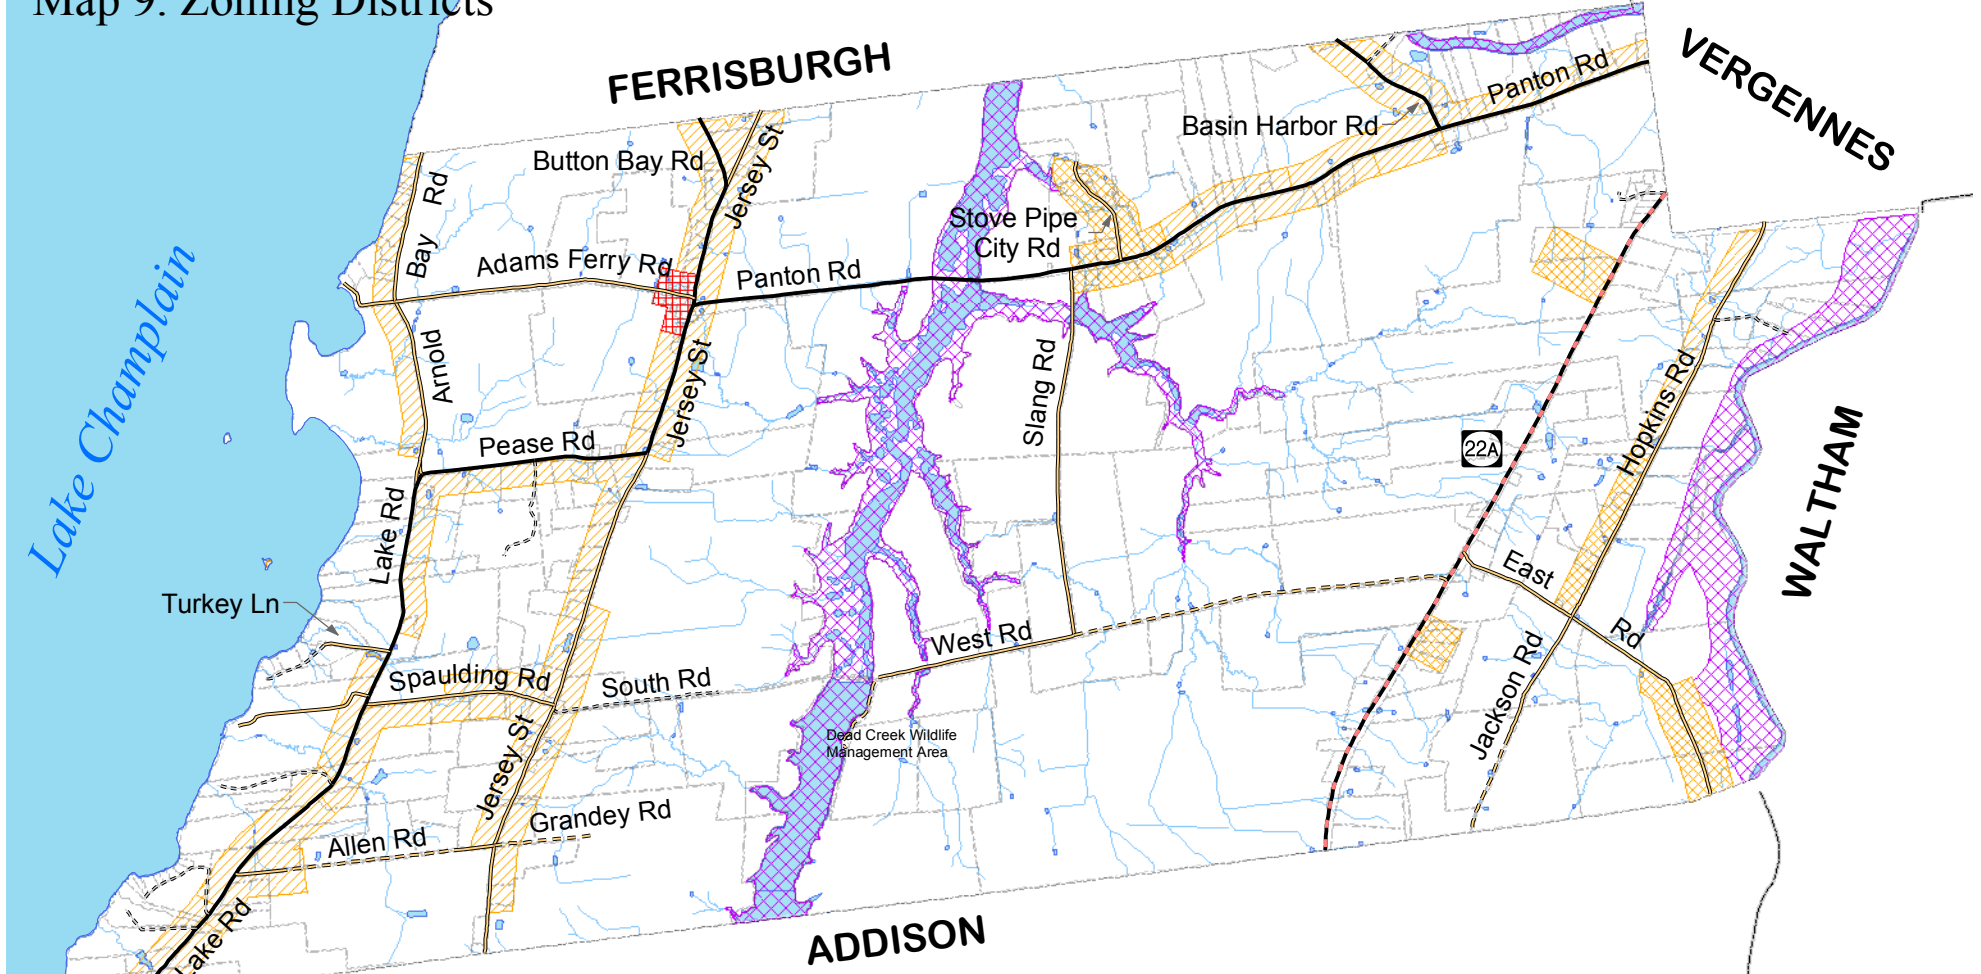 Map 9. Zoning Districts
FERRISBURGH
VERGENNES
Panton Rd
Basin Harbor Rd
Button Bay Rd
Jersey St
Bay Rd
Stove Pipe
City Rd
Adams Ferry Rd
Panton Rd
Lake Champlain
Arnold
Slang Rd
Jersey St
Hopkins Rd
Pease Rd
22A
WALTHAM
Lake Rd
East Rd
Turkey Ln
West Rd
Jackson Rd
Spaulding Rd
South Rd
Jersey St
Dead Creek Wildlife
Management Area
Grandey Rd
Allen Rd
Lake Rd
ADDISON